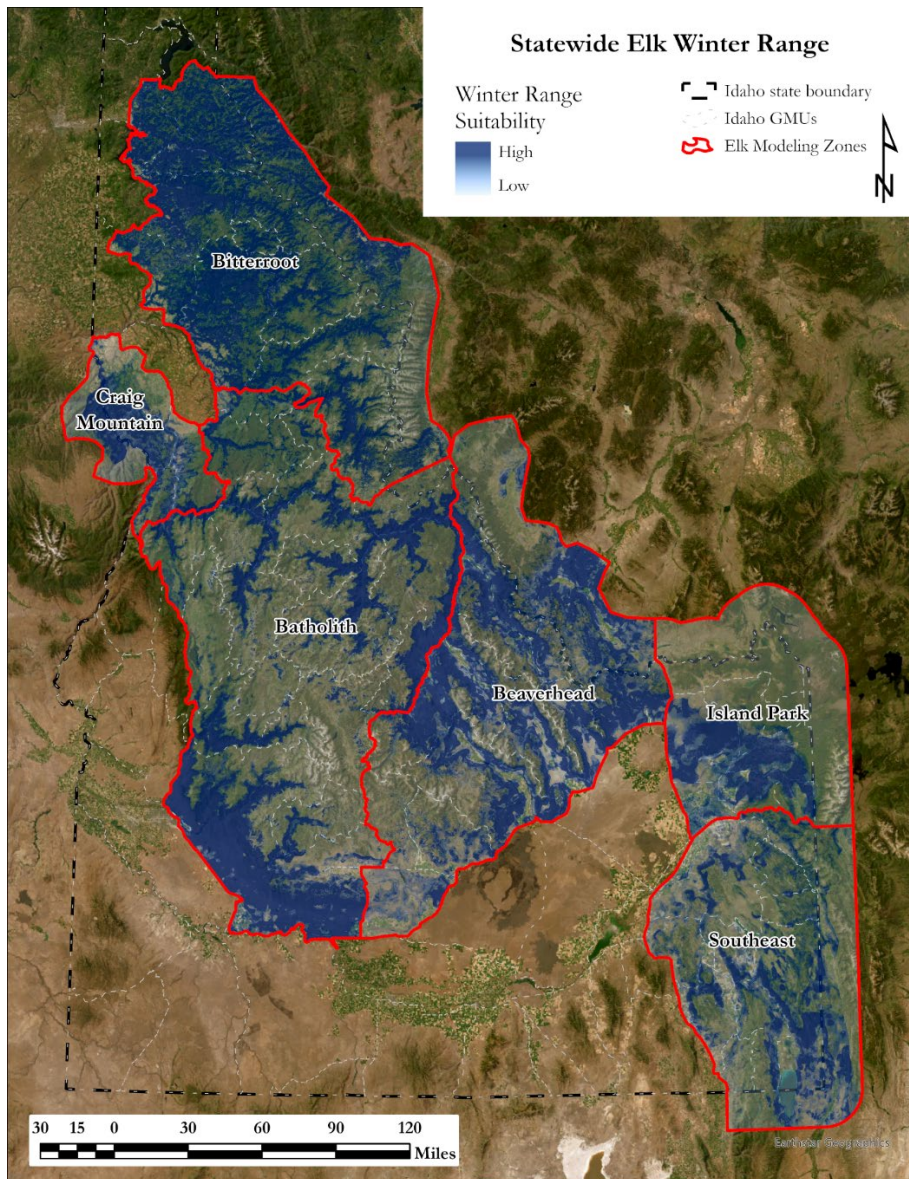 Statewide Elk Winter Range
Winter Range
Suitability
High
Low
Idaho state boundary
Idaho GMUs
Elk Modeling Zones
N
Bitterroot
Craig
Mountain
Batholith
Beaverhead
Island Park
Southeast
30 15 0 30 60 90 120
Miles
Earthstar Geographics